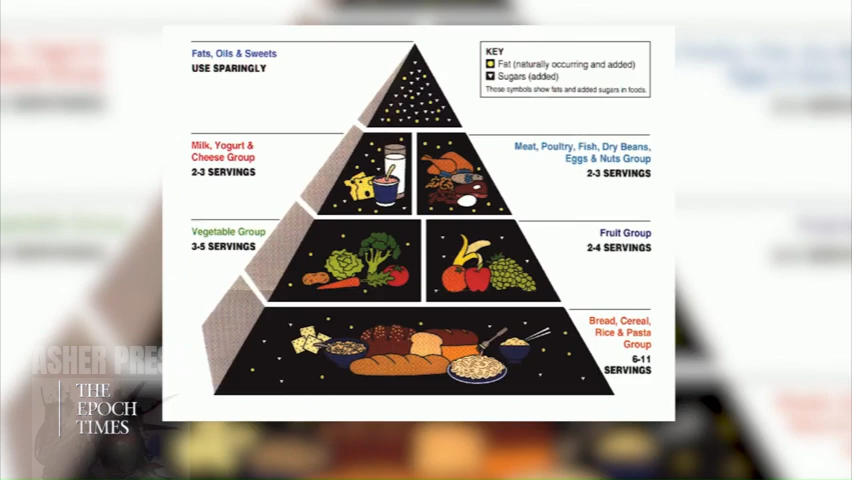 Fats, Oils & Sweets
USE SPARINGLY
KEY
Fat (naturally occurring and added)
Sugars (added)
These symbols show fats and added sugars in foods.
Milk, Yogurt &
Cheese Group
2-3 SERVINGS
Meat, Poultry, Fish, Dry Beans,
Eggs & Nuts Group
2-3 SERVINGS
Vegetable Group
3-5 SERVINGS
Fruit Group
2-4 SERVINGS
Bread, Cereal,
Rice & Pasta
Group
6-11
SERVINGS
ASHER PRES
THE
EPOCH
TIMES